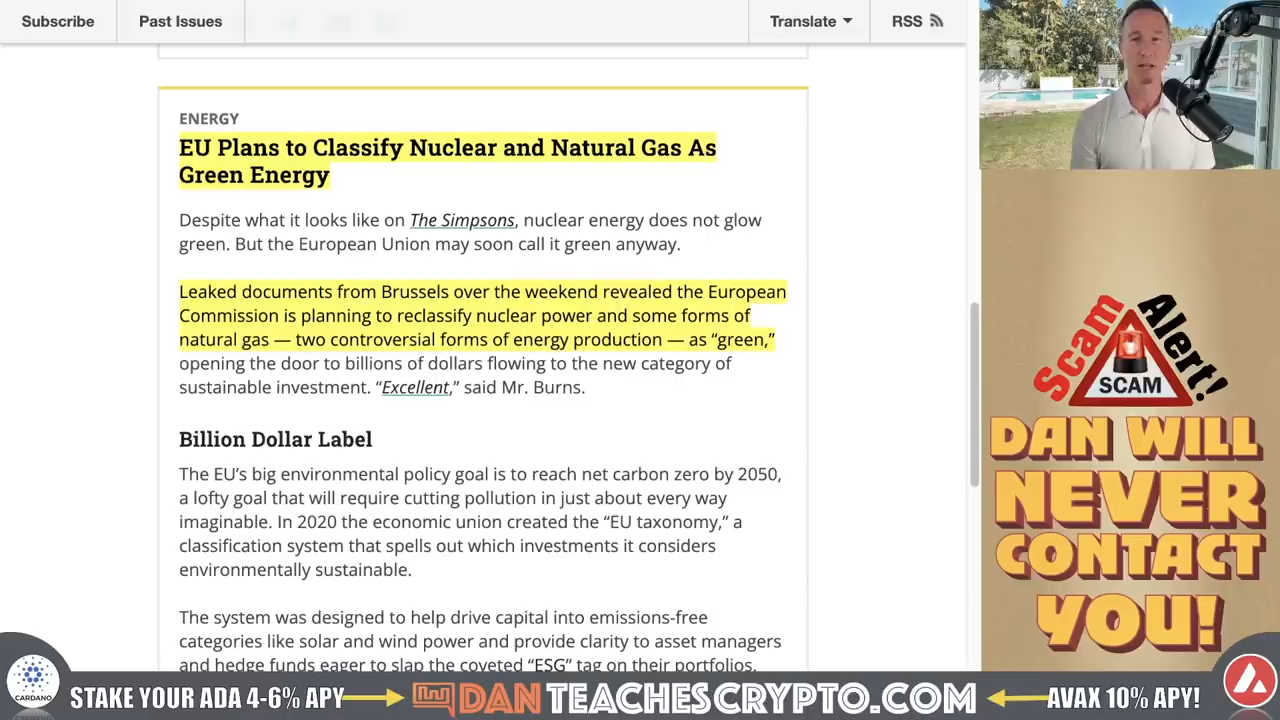 Subscribe
Past Issues
Translate
RSS
ENERGY
EU Plans to Classify Nuclear and Natural Gas As
Green Energy
Despite what it looks like on The Simpsons, nuclear energy does not glow
green. But the European Union may soon call it green anyway.
Leaked documents from Brussels over the weekend revealed the European
Commission is planning to reclassify nuclear power and some forms of
natural gas — two controversial forms of energy production — as “green,”
opening the door to billions of dollars flowing to the new category of
sustainable investment. “Excellent,” said Mr. Burns.
Billion Dollar Label
The EU’s big environmental policy goal is to reach net carbon zero by 2050,
a lofty goal that will require cutting pollution in just about every way
imaginable. In 2020 the economic union created the “EU taxonomy,” a
classification system that spells out which investments it considers
environmentally sustainable.
The system was designed to help drive capital into emissions-free
categories like solar and wind power and provide clarity to asset managers
and hedge funds eager to slap the coveted “ESG” tag on their portfolios.
Scam Alert!
SCAM
DAN WILL
NEVER
CONTACT
YOU!
CARDANO
STAKE YOUR ADA 4-6% APY
DANTEACHESCRYPTO.COM
AVAX 10% APY!